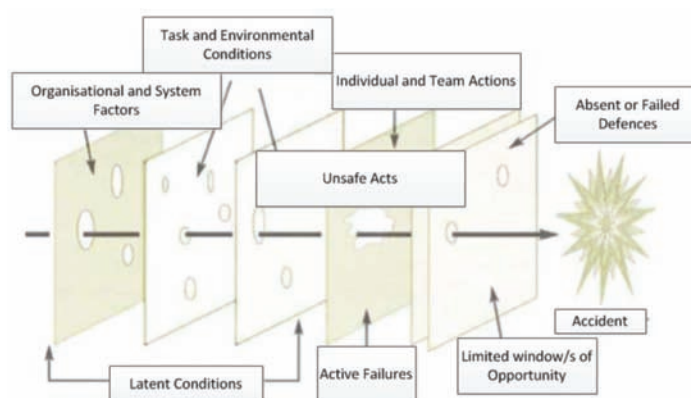 Task and Environmental
Conditions
Organisational and System
Factors
Individual and Team Actions
Absent or Failed
Defences
Unsafe Acts
Accident
Limited window/s of
Opportunity
Active Failures
Latent Conditions